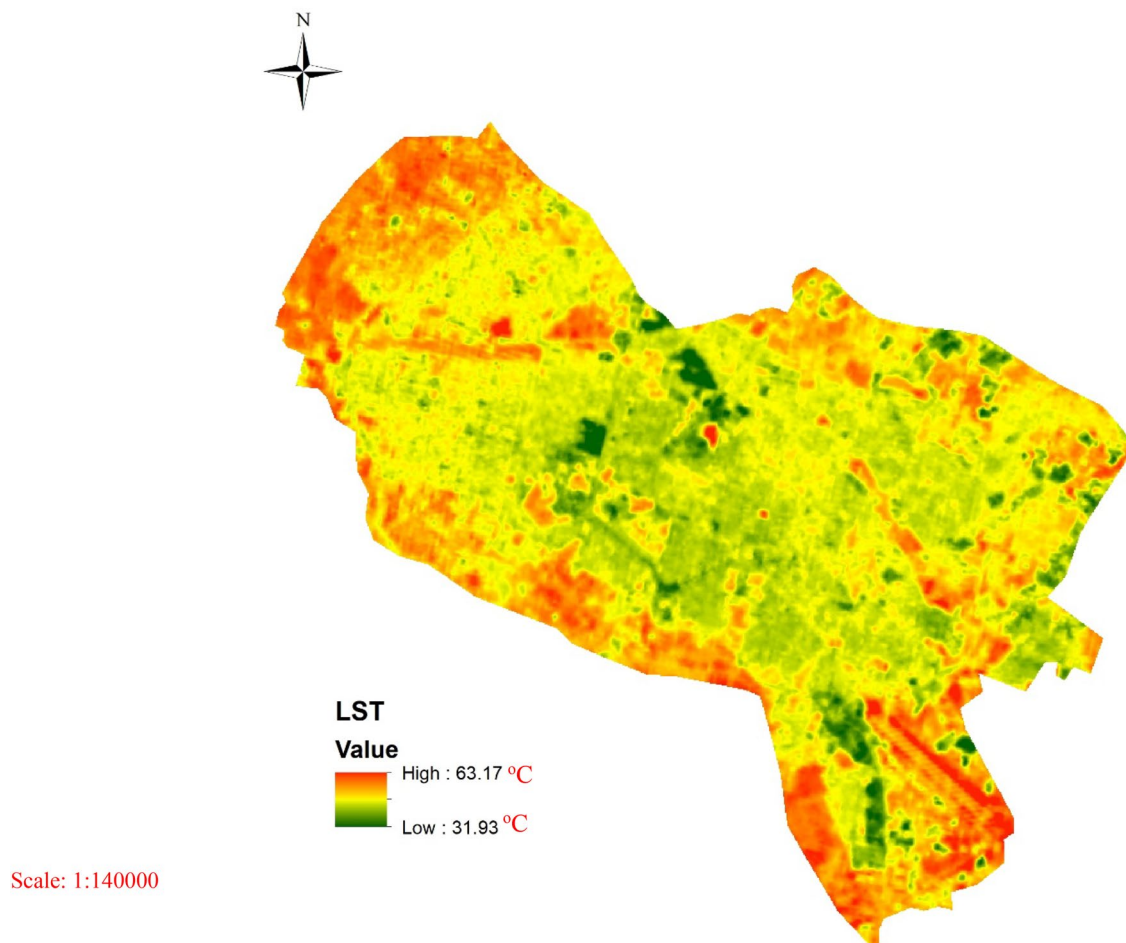 N
LST
Value
High : 63.17 °C
Low : 31.93 °C
Scale: 1:140000